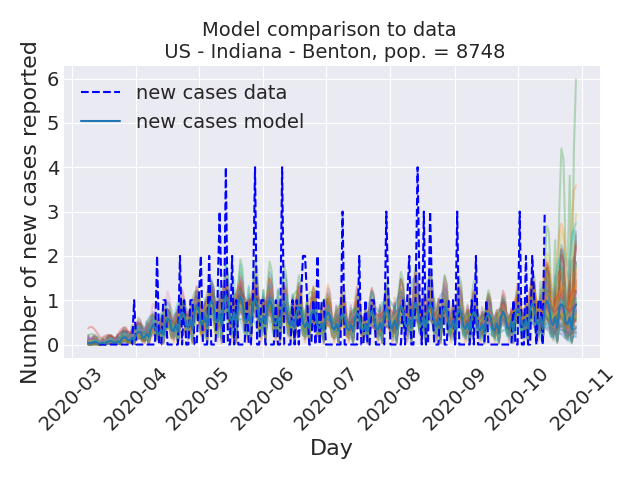 Model comparison to data
US - Indiana - Benton, pop. = 8748
Number of new cases reported
6
5
4
3
2
1
0
new cases data
new cases model
2020-03
2020-04
2020-05
2020-06
2020-07
2020-08
2020-09
2020-10
2020-11
Day